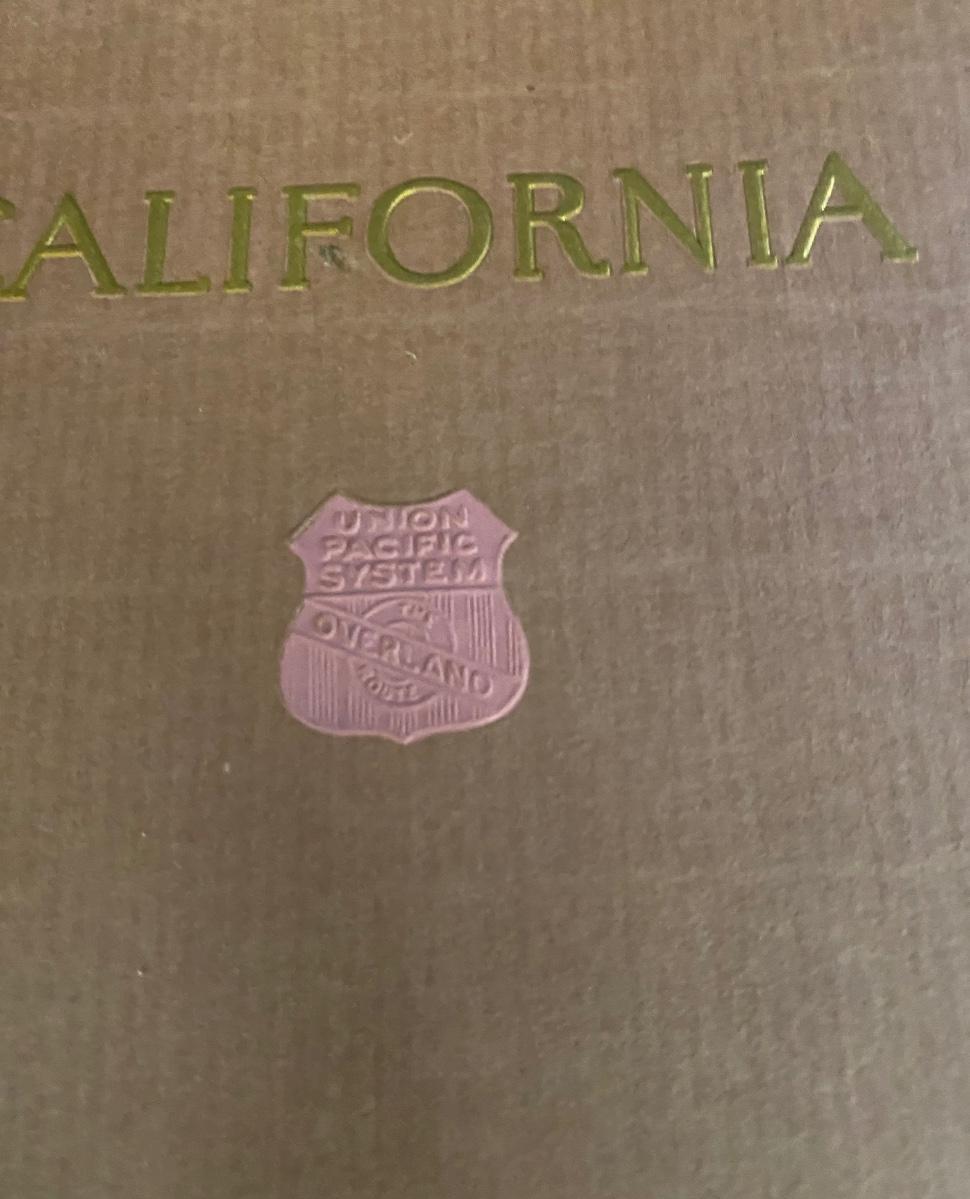 CALIFORNIA
UNION
PACIFIC
SYSTEM
THE
OVERLAND
ROUTE